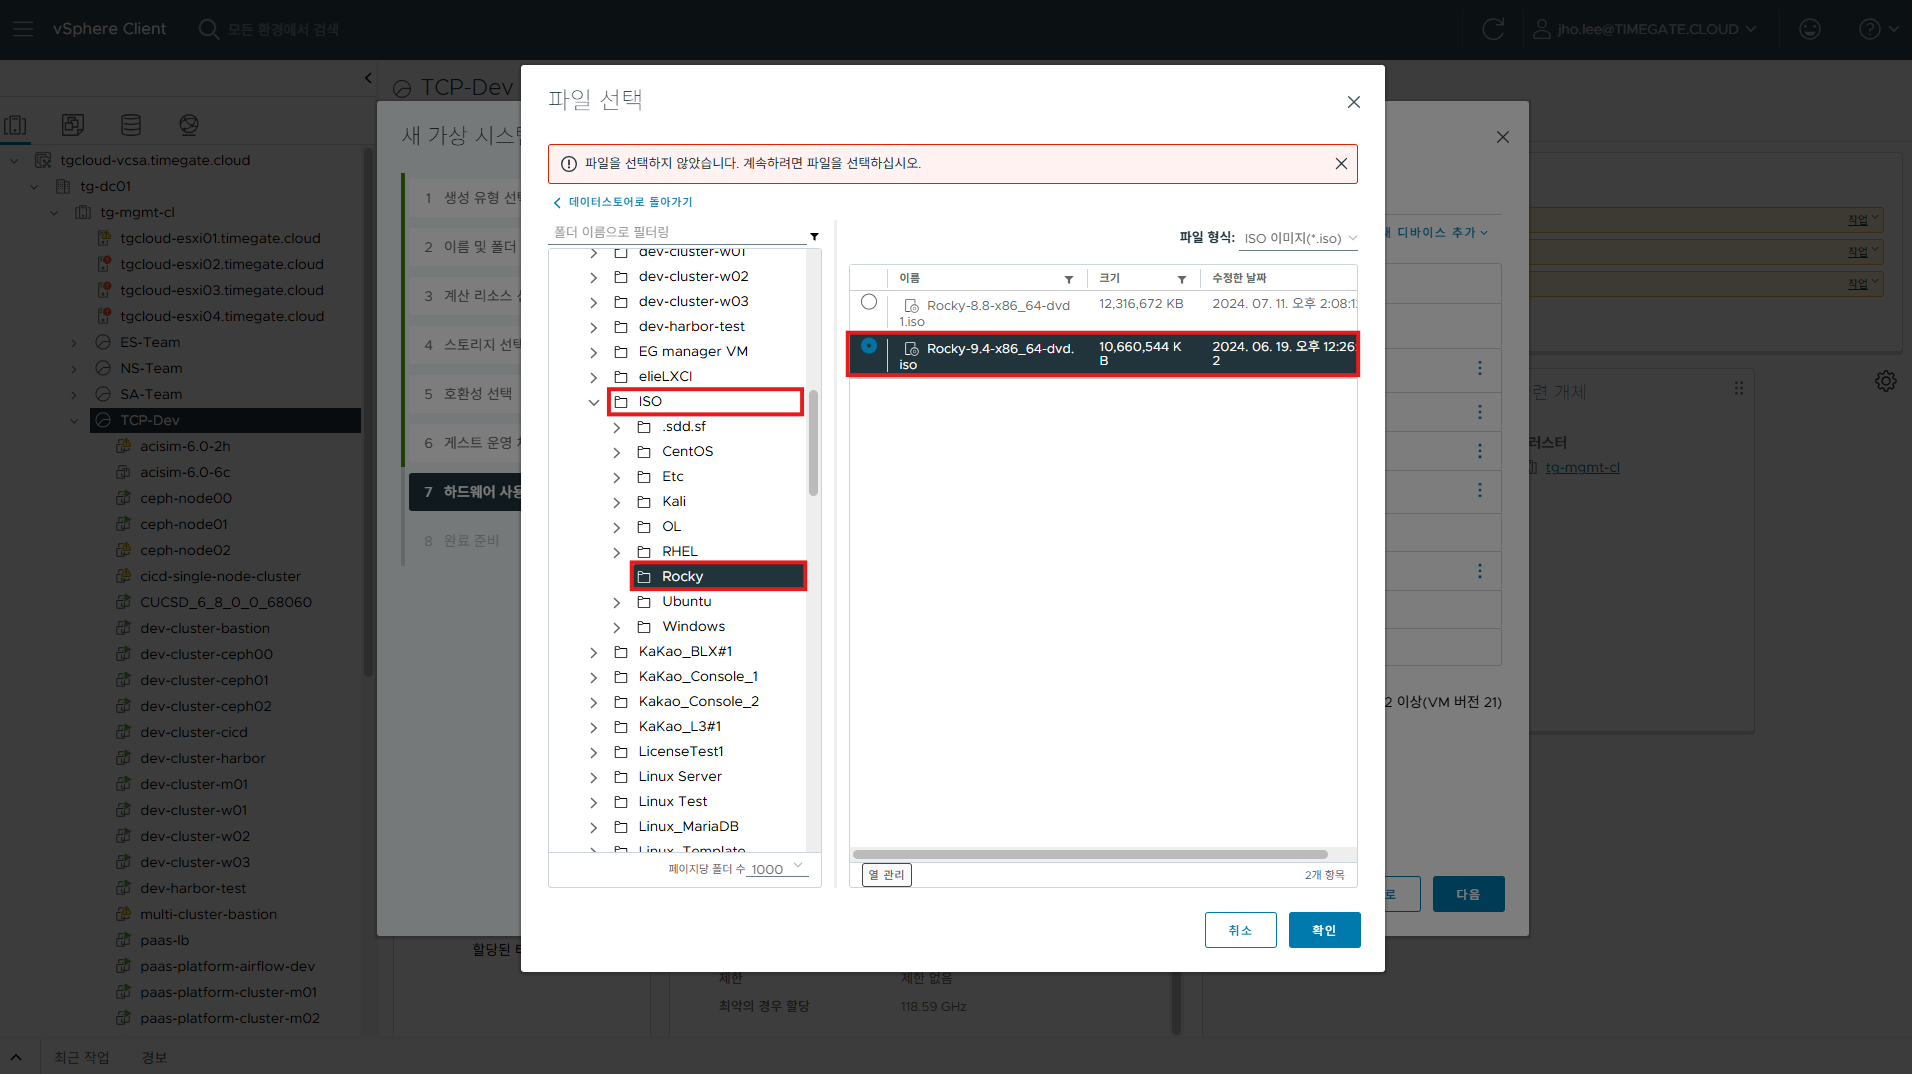 vSphere Client
모든 환경에서 검색
jho.lee@TIMEGATE.CLOUD
TCP-Dev
tgcloud-vcsa.timegate.cloud
tg-dc01
tg-mgmt-cl
tgcloud-esxi01.timegate.cloud
tgcloud-esxi02.timegate.cloud
tgcloud-esxi03.timegate.cloud
tgcloud-esxi04.timegate.cloud
ES-Team
NS-Team
SA-Team
TCP-Dev
acisim-6.0-2h
acisim-6.0-6c
ceph-node00
ceph-node01
ceph-node02
cicd-single-node-cluster
CUCSD_6_8_0_0_68060
dev-cluster-bastion
dev-cluster-ceph00
dev-cluster-ceph01
dev-cluster-ceph02
dev-cluster-cicd
dev-cluster-harbor
dev-cluster-m01
dev-cluster-w01
dev-cluster-w02
dev-cluster-w03
dev-harbor-test
multi-cluster-bastion
paas-lb
paas-platform-airflow-dev
paas-platform-cluster-m01
paas-platform-cluster-m02
최근 작업
경보
새 가상 시스템
1 생성 유형 선택
2 이름 및 폴더
3 계산 리소스
4 스토리지 선택
5 호환성 선택
6 게스트 운영
7 하드웨어 사용
8 완료 준비
파일 선택
파일을 선택하지 않았습니다. 계속하려면 파일을 선택하십시오.
데이터스토어로 돌아가기
폴더 이름으로 필터링
dev-cluster-w01
dev-cluster-w02
dev-cluster-w03
dev-harbor-test
EG manager VM
elieLXCI
ISO
.sdd.sf
CentOS
Etc
Kali
OL
RHEL
Rocky
Ubuntu
Windows
KaKao_BLX#1
KaKao_Console_1
Kakao_Console_2
KaKao_L3#1
LicenseTest1
Linux Server
Linux Test
Linux_MariaDB
Linux_Template
페이지당 폴더 수 1000
파일 형식: ISO 이미지(*.iso)
이름 크기 수정한 날짜
Rocky-8.8-x86_64-dvd 12,316,672 KB 2024. 07. 11. 오후 2:08:1
1.iso
Rocky-9.4-x86_64-dvd. 10,660,544 K 2024. 06. 19. 오후 12:26:
iso B 2
열 관리
2개 항목
취소
확인
디바이스 추가
작업
작업
작업
련 개체
러스터
tg-mgmt-cl
2 이상(VM 버전 21)
로
다음
할당된
제한 제한 없음
최악의 경우 할당 118.59 GHz